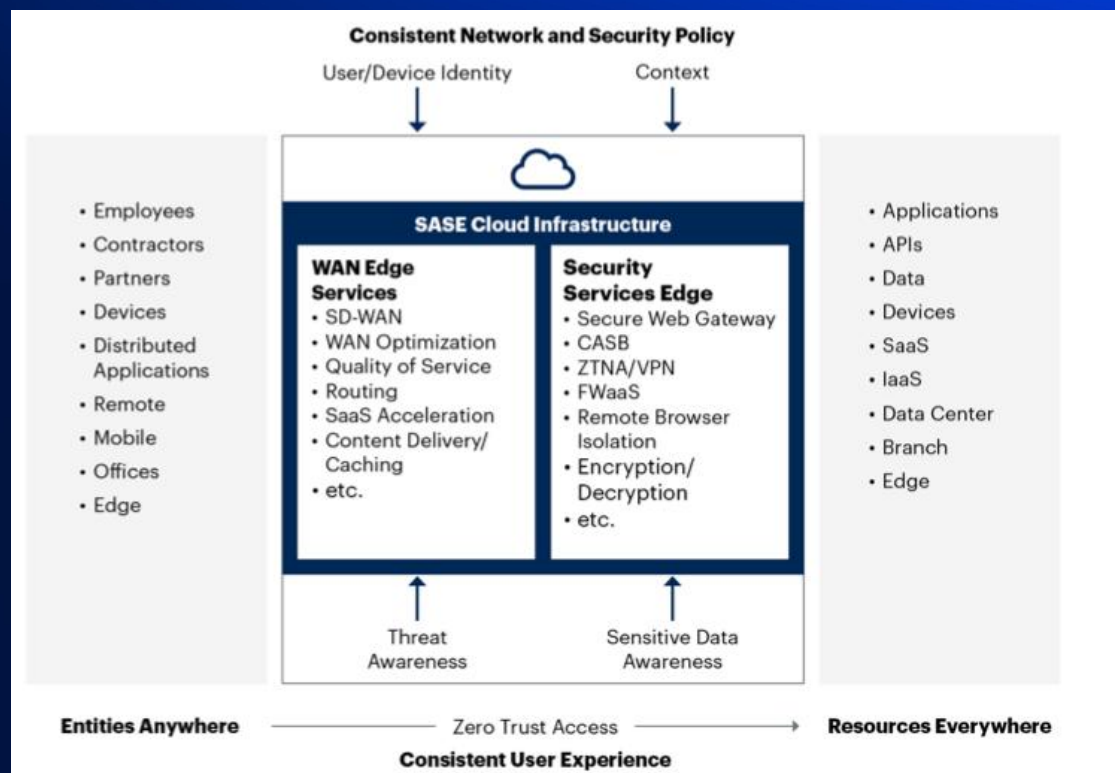 Consistent Network and Security Policy
User/Device Identity
Context
• Employees
• Contractors
• Partners
• Devices
• Distributed
Applications
• Remote
• Mobile
• Offices
• Edge
SASE Cloud Infrastructure
WAN Edge
Services
• SD-WAN
• WAN Optimization
• Quality of Service
• Routing
• SaaS Acceleration
• Content Delivery/
Caching
• etc.
Security
Services Edge
• Secure Web Gateway
• CASB
• ZTNA/VPN
• FWaaS
• Remote Browser
Isolation
• Encryption/
Decryption
• etc.
• Applications
• APIs
• Data
• Devices
• SaaS
• IaaS
• Data Center
• Branch
• Edge
Threat
Awareness
Sensitive Data
Awareness
Entities Anywhere
Zero Trust Access
Resources Everywhere
Consistent User Experience